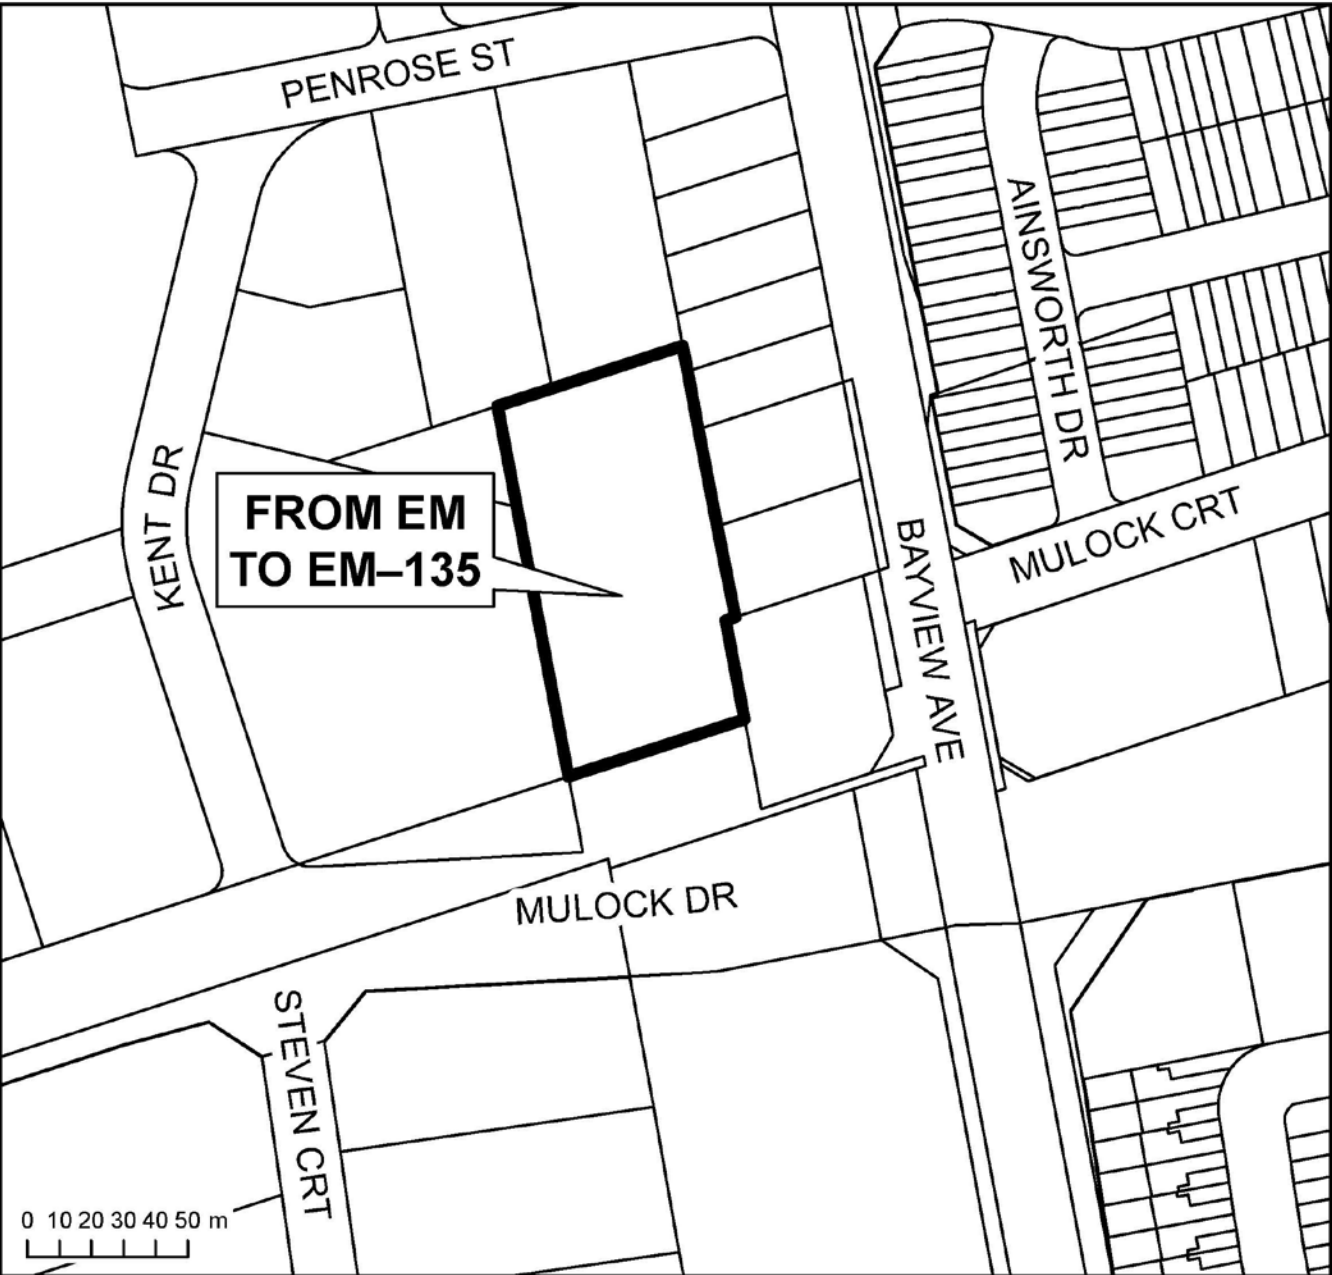 PENROSE ST
AINSWORTH DR
KENT DR
FROM EM
TO EM–135
MULOCK CRT
BAYVIEW AVE
MULOCK DR
STEVEN CRT
0 10 20 30 40 50 m